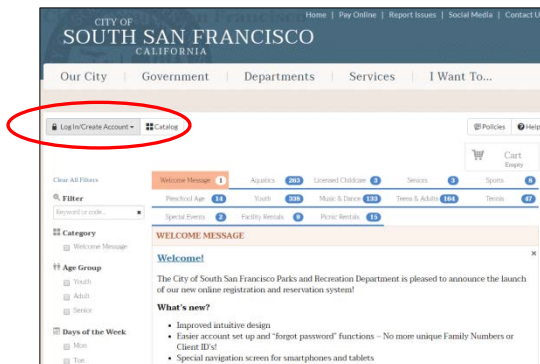 Home | Pay Online | Report Issues | Social Media | Contact U
CITY OF
SOUTH SAN FRANCISCO
CALIFORNIA
Our City Government Departments Services I Want To...
Log In/Create Account Catalog Policies Help
Cart
Empty
Clear All Filters Welcome Message 1 Aquatics 203 Licensed Childcare 3 Seniors 3 Sports 8
Filter Preschool Age 14 Youth 338 Music & Dance 133 Teens & Adults 164 Tennis 47
Keyword or code... Special Events 2 Facility Rentals 9 Picnic Rentals 15
Category WELCOME MESSAGE
Welcome Message
Welcome!
Age Group
The City of South San Francisco Parks and Recreation Department is pleased to announce the launch
Youth of our new online registration and reservation system!
Adult
Senior What's new?
Days of the Week • Improved intuitive design
Mon • Easier account set up and "forgot password" functions – No more unique Family Numbers or
Client ID's!
Tue • Special navigation screen for smartphones and tablets